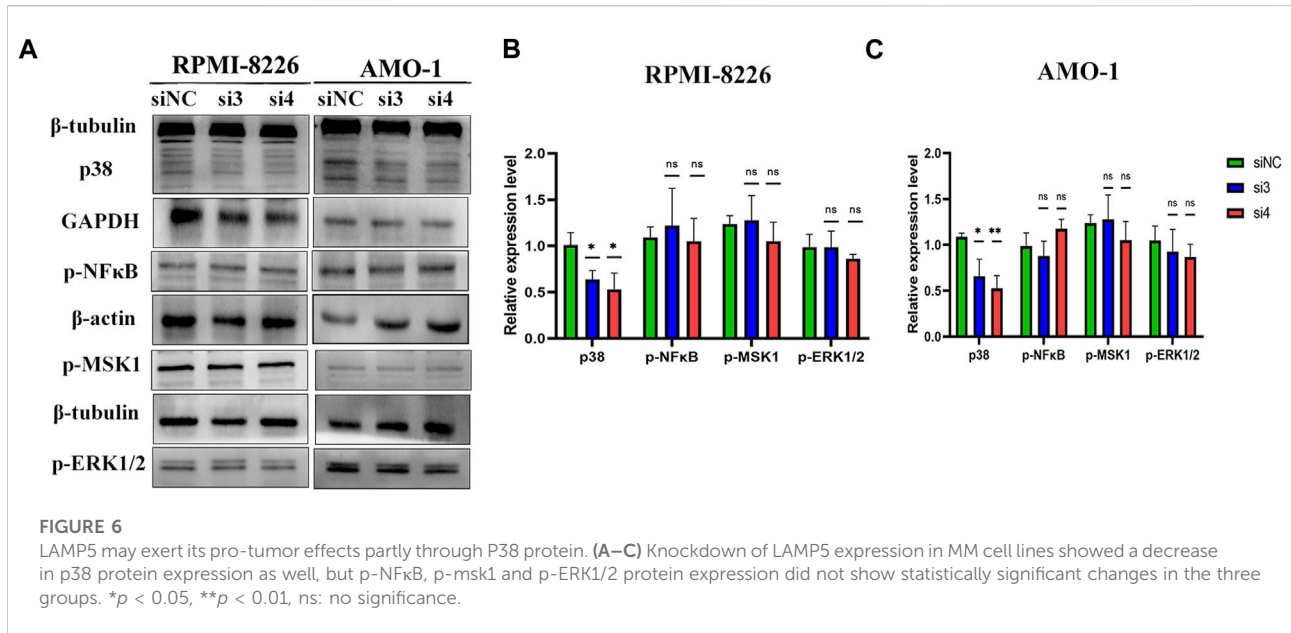 A
RPMI-8226
AMO-1
siNC si3 si4
siNC si3 si4
β-tubulin
p38
GAPDH
p-NFκB
β-actin
p-MSK1
β-tubulin
p-ERK1/2
B
RPMI-8226
Relative expression level
2.0
1.5
1.0
0.5
0.0
* *
ns ns
ns ns
ns ns
p38 p-NFκB p-MSK1 p-ERK1/2
C
AMO-1
Relative expression level
2.0
1.5
1.0
0.5
0.0
* **
ns ns
ns ns
ns ns
p38 p-NFκB p-MSK1 p-ERK1/2
siNC
si3
si4
FIGURE 6
LAMP5 may exert its pro-tumor effects partly through P38 protein. (A–C) Knockdown of LAMP5 expression in MM cell lines showed a decrease
in p38 protein expression as well, but p-NFκB, p-msk1 and p-ERK1/2 protein expression did not show statistically significant changes in the three
groups. *p < 0.05, **p < 0.01, ns: no significance.